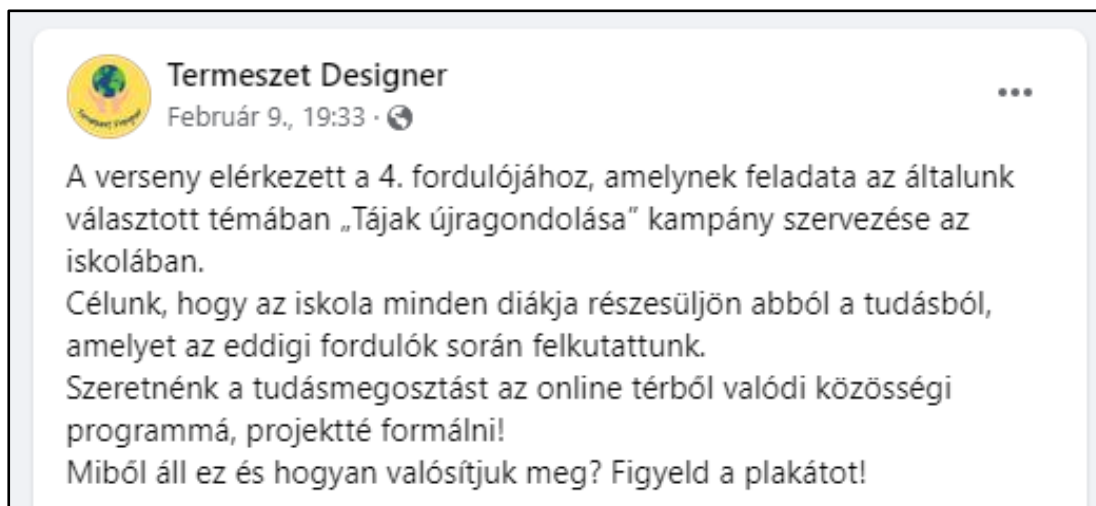 Termeszet Designer
Február 9., 19:33 ·
A verseny elérkezett a 4. fordulójához, amelynek feladata az általunk
választott témában „Tájak újragondolása” kampány szervezése az
iskolában.
Célunk, hogy az iskola minden diákja részesüljön abból a tudásból,
amelyet az eddigi fordulók során felkutattunk.
Szeretnénk a tudásmegosztást az online térből valódi közösségi
programmá, projektté formálni!
Miből áll ez és hogyan valósítjuk meg? Figyeld a plakátot!